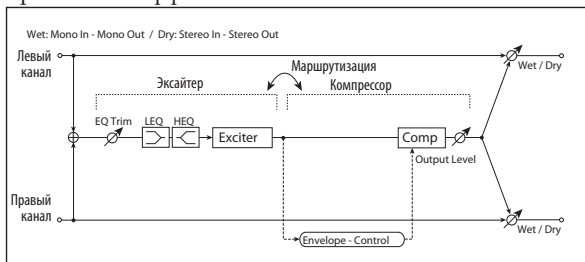 Wet: Mono In - Mono Out / Dry: Stereo In - Stereo Out
Левый
канал
Маршрутизация
Эксайтер
Компрессор
Wet / Dry
EQ Trim
LEQ
HEQ
Exciter
Comp
Output Level
Правый
канал
Envelope - Control
Wet / Dry